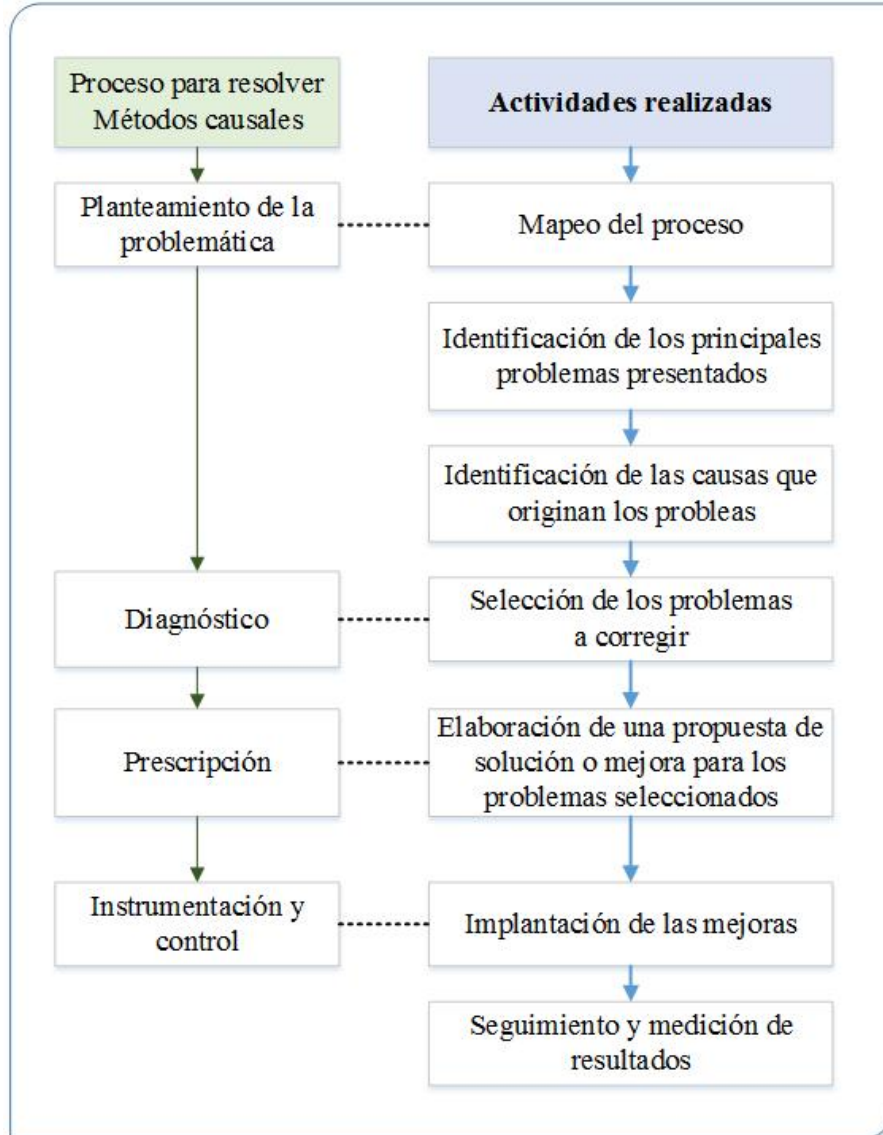 Proceso para resolver
Métodos causales
Actividades realizadas
Planteamiento de la
problemática
Mapeo del proceso
Identificación de los principales
problemas presentados
Identificación de las causas que
originan los probleas
Diagnóstico
Selección de los problemas
a corregir
Prescripción
Elaboración de una propuesta de
solución o mejora para los
problemas seleccionados
Instrumentación y
control
Implantación de las mejoras
Seguimiento y medición de
resultados